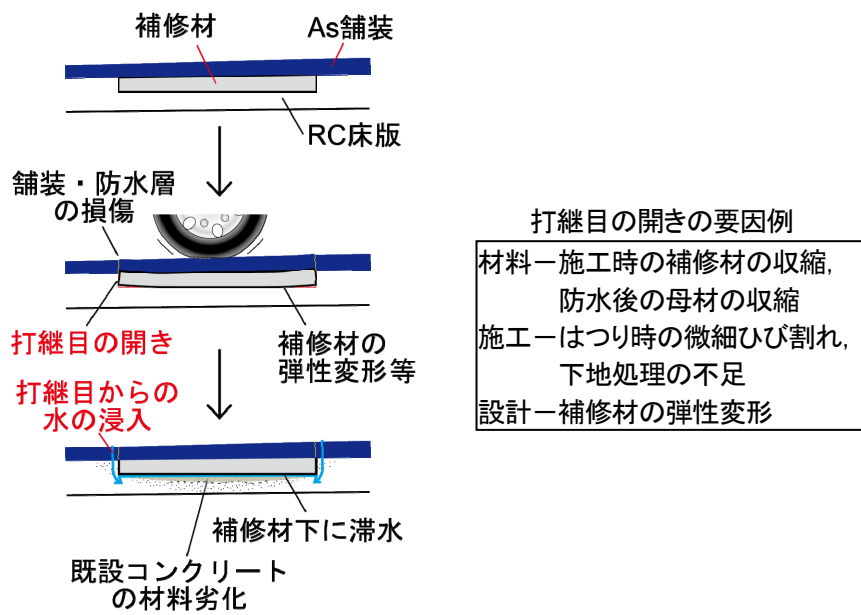 補修材
As舗装
RC床版
舗装・防水層
の損傷
打継目の開き
補修材の
弾性変形等
打継目からの
水の浸入
補修材下に滞水
既設コンクリート
の材料劣化
打継目の開きの要因例
材料－施工時の補修材の収縮,
防水後の母材の収縮
施工－はつり時の微細ひび割れ,
下地処理の不足
設計－補修材の弾性変形